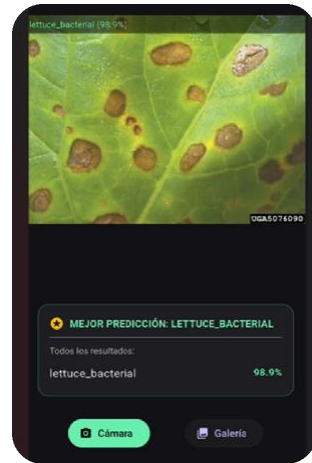 lettuce_bacterial (98.9%)
UGA5076090
MEJOR PREDICCIÓN: LETTUCE_BACTERIAL
Todos los resultados:
lettuce_bacterial 98.9%
Cámara Galería